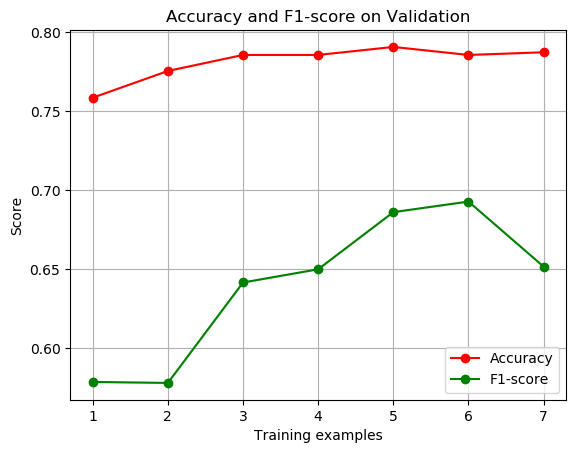 Accuracy and F1-score on Validation
Score
0.80
0.75
0.70
0.65
0.60
Accuracy
F1-score
1 2 3 4 5 6 7
Training examples